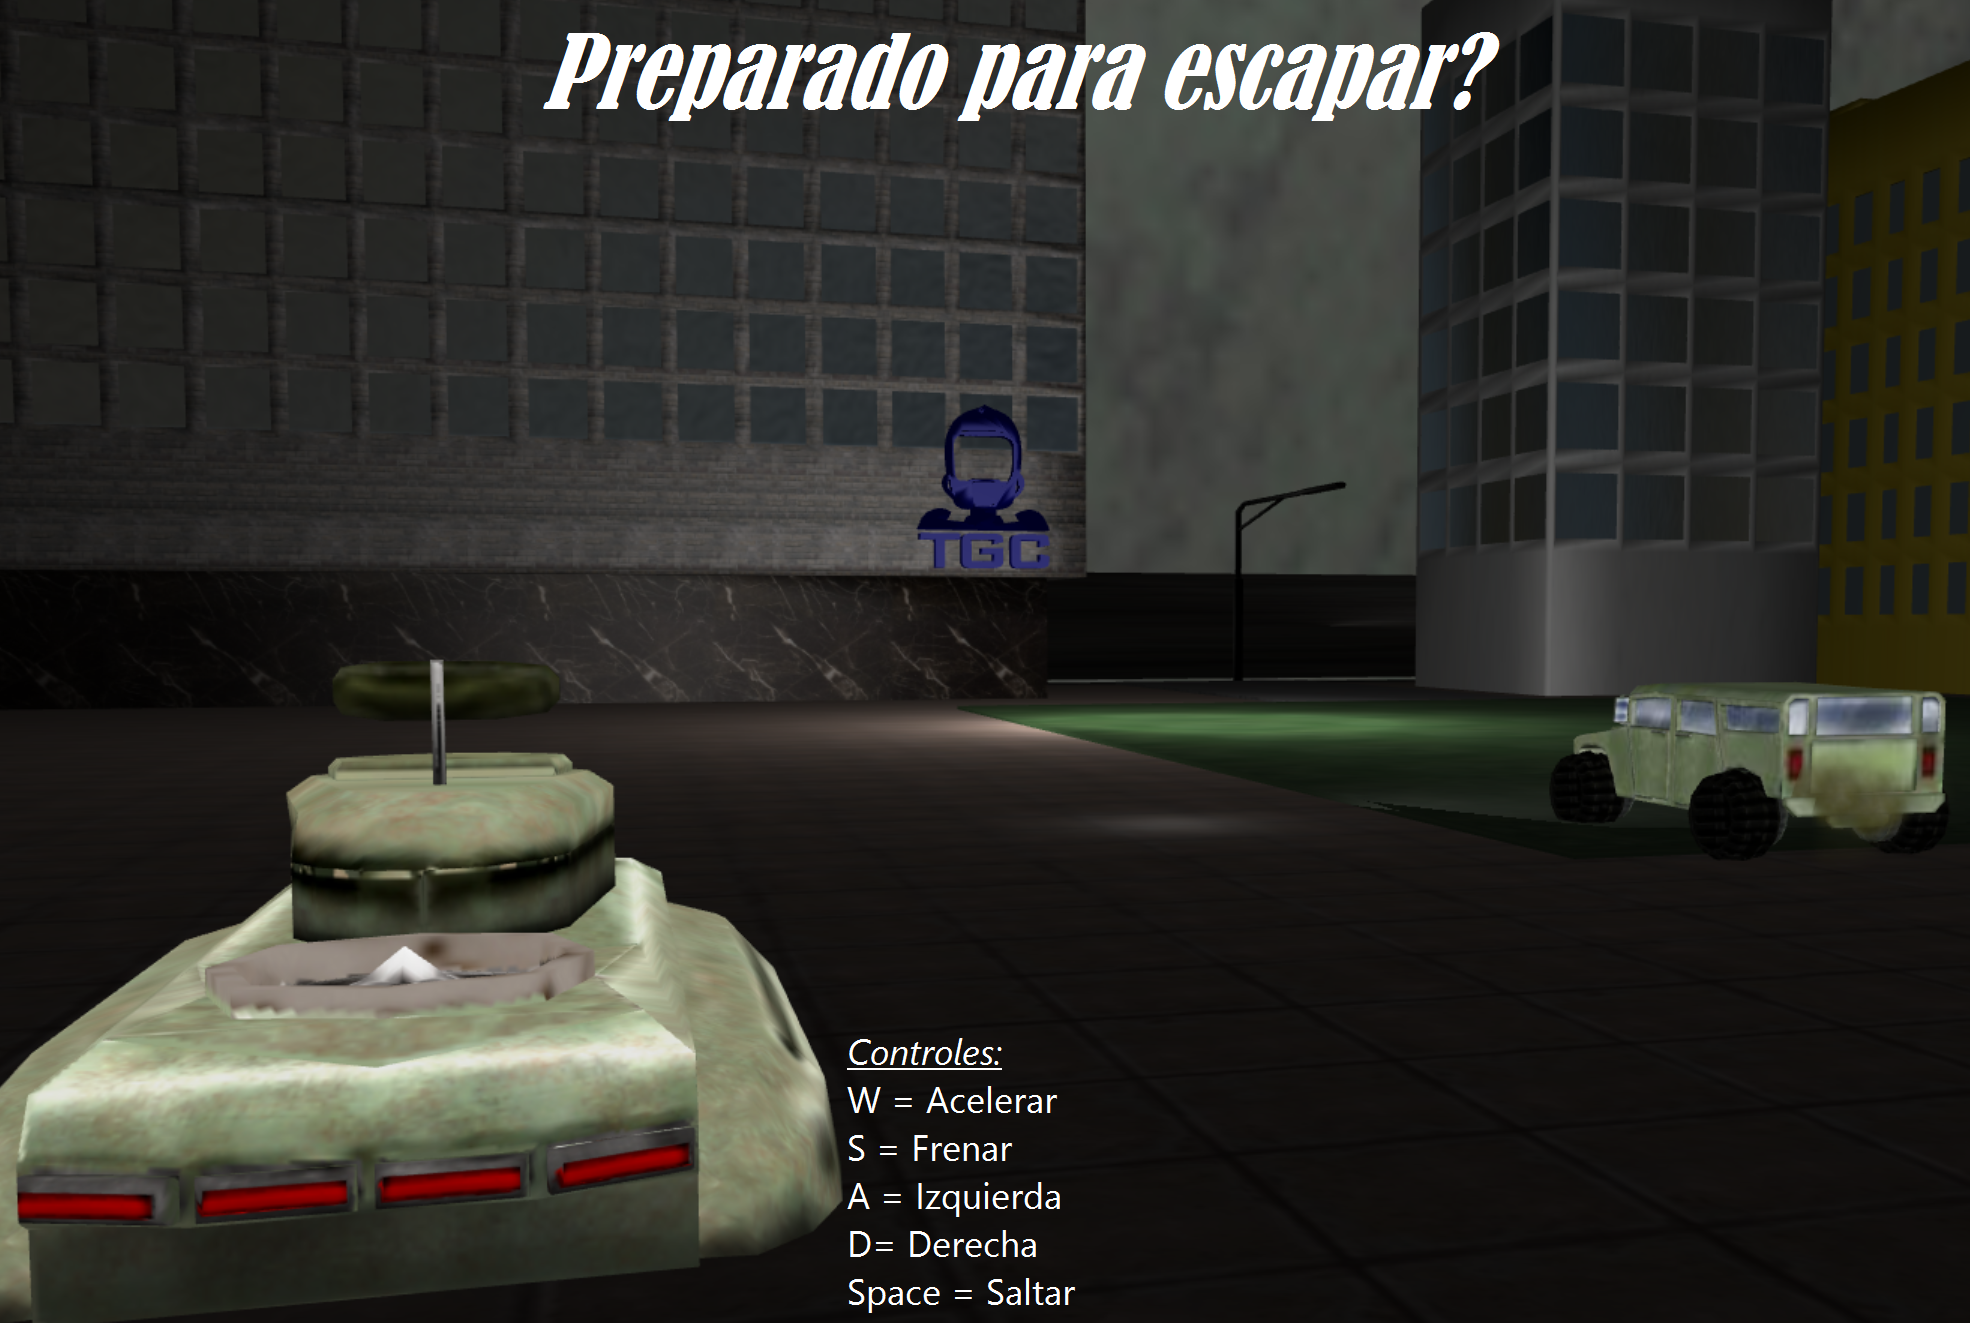 Preparado para escapar?
TGC
Controles:
W = Acelerar
S = Frenar
A = Izquierda
D= Derecha
Space = Saltar